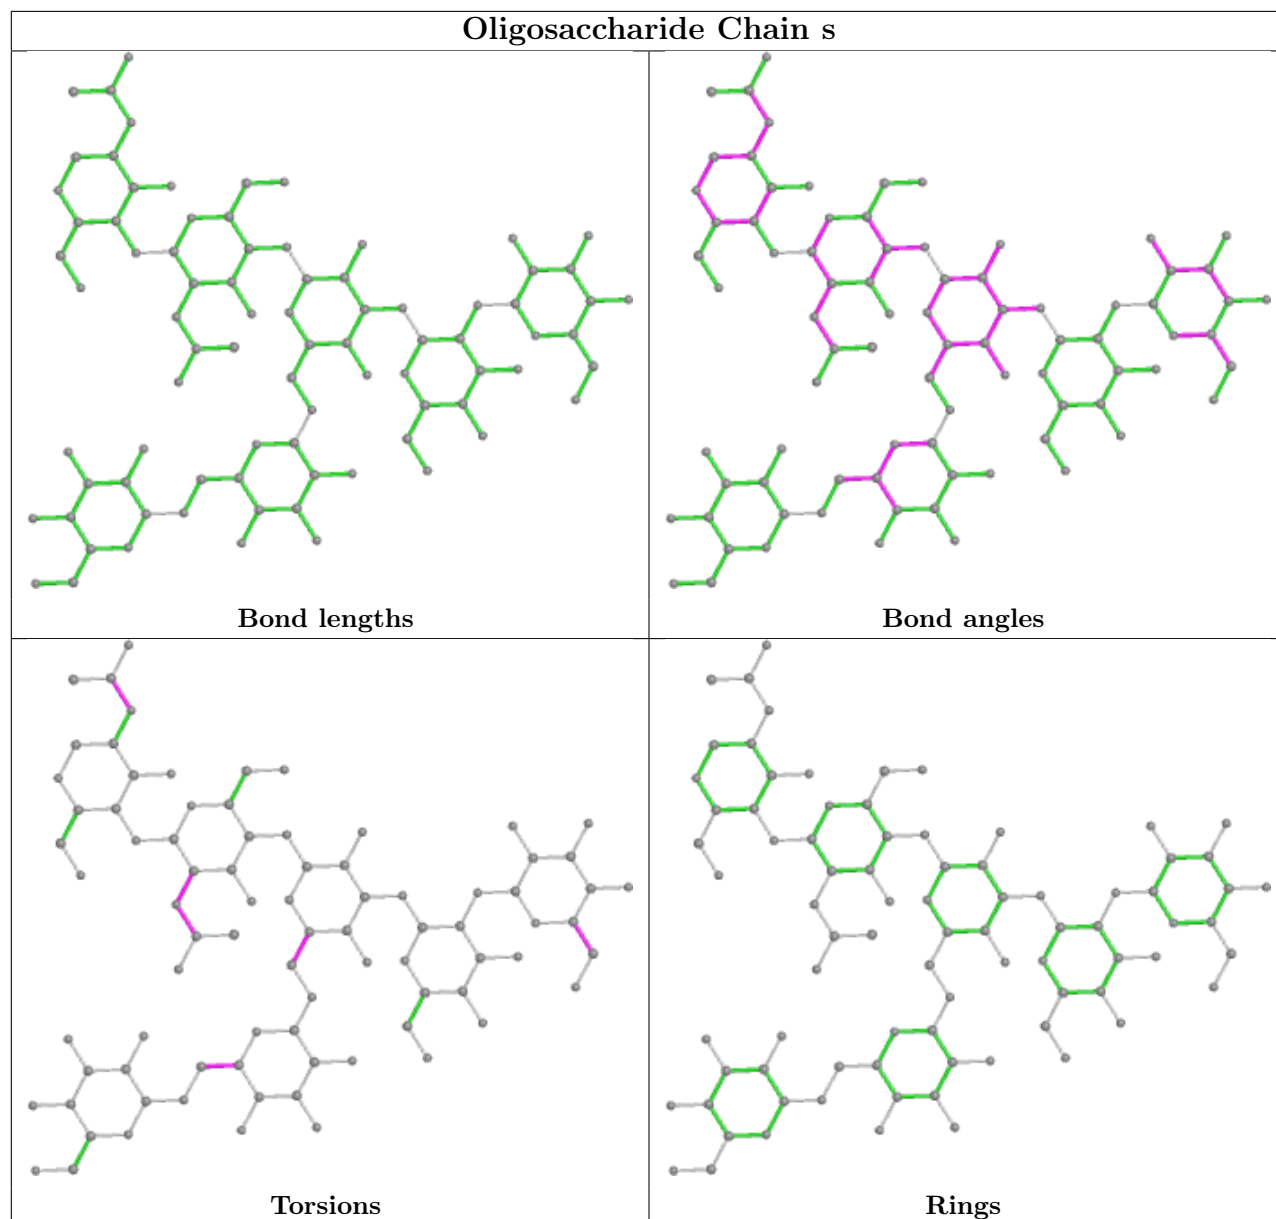 Oligosaccharide Chain s
Bond lengths
Bond angles
Torsions
Rings